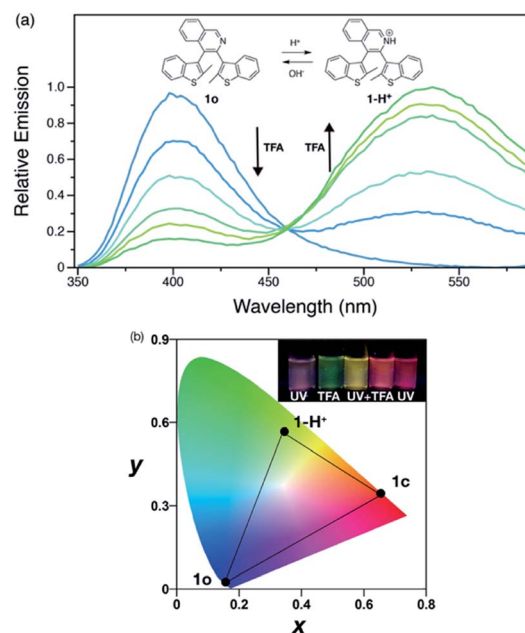 (a)
N
H⁺
OH⁻
⊕
NH
S
S
S
S
1o
1-H⁺
1.0
0.8
0.6
0.4
0.2
0
TFA
TFA
Relative Emission
350
400
450
500
550
Wavelength (nm)
(b)
0.9
0.6
0.3
0
y
UV
TFA
UV+TFA
UV
1-H⁺
1c
1o
0
0.2
0.4
0.6
0.8
x